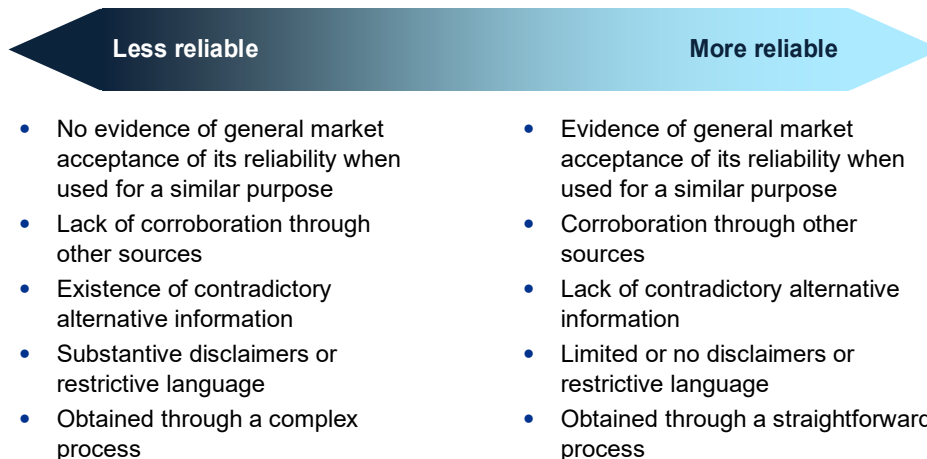 Less reliable
More reliable
• No evidence of general market
acceptance of its reliability when
used for a similar purpose
• Lack of corroboration through
other sources
• Existence of contradictory
alternative information
• Substantive disclaimers or
restrictive language
• Obtained through a complex
process
• Evidence of general market
acceptance of its reliability when
used for a similar purpose
• Corroboration through other
sources
• Lack of contradictory alternative
information
• Limited or no disclaimers or
restrictive language
• Obtained through a straightforward
process